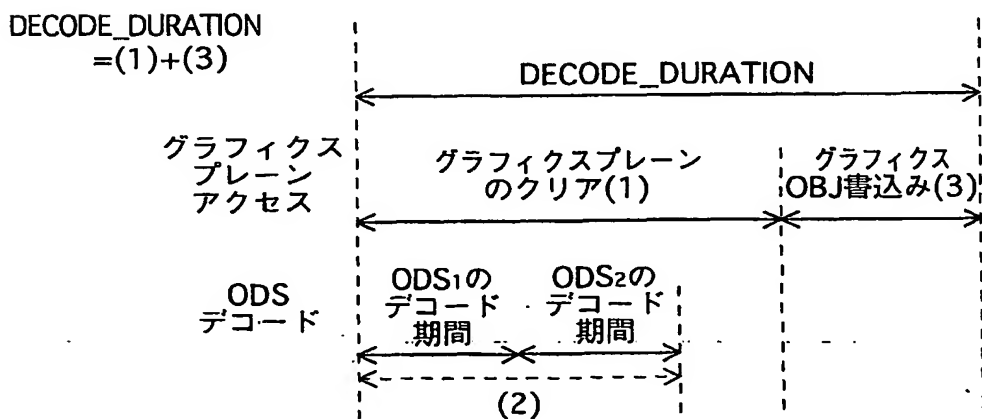 DECODE_DURATION
=(1)+(3)
DECODE_DURATION
グラフィクス
プレーン
アクセス
グラフィクスプレーン
のクリア(1)
グラフィクス
OBJ書込み(3)
ODS
デコード
ODS1の
デコード
期間
ODS2の
デコード
期間
(2)